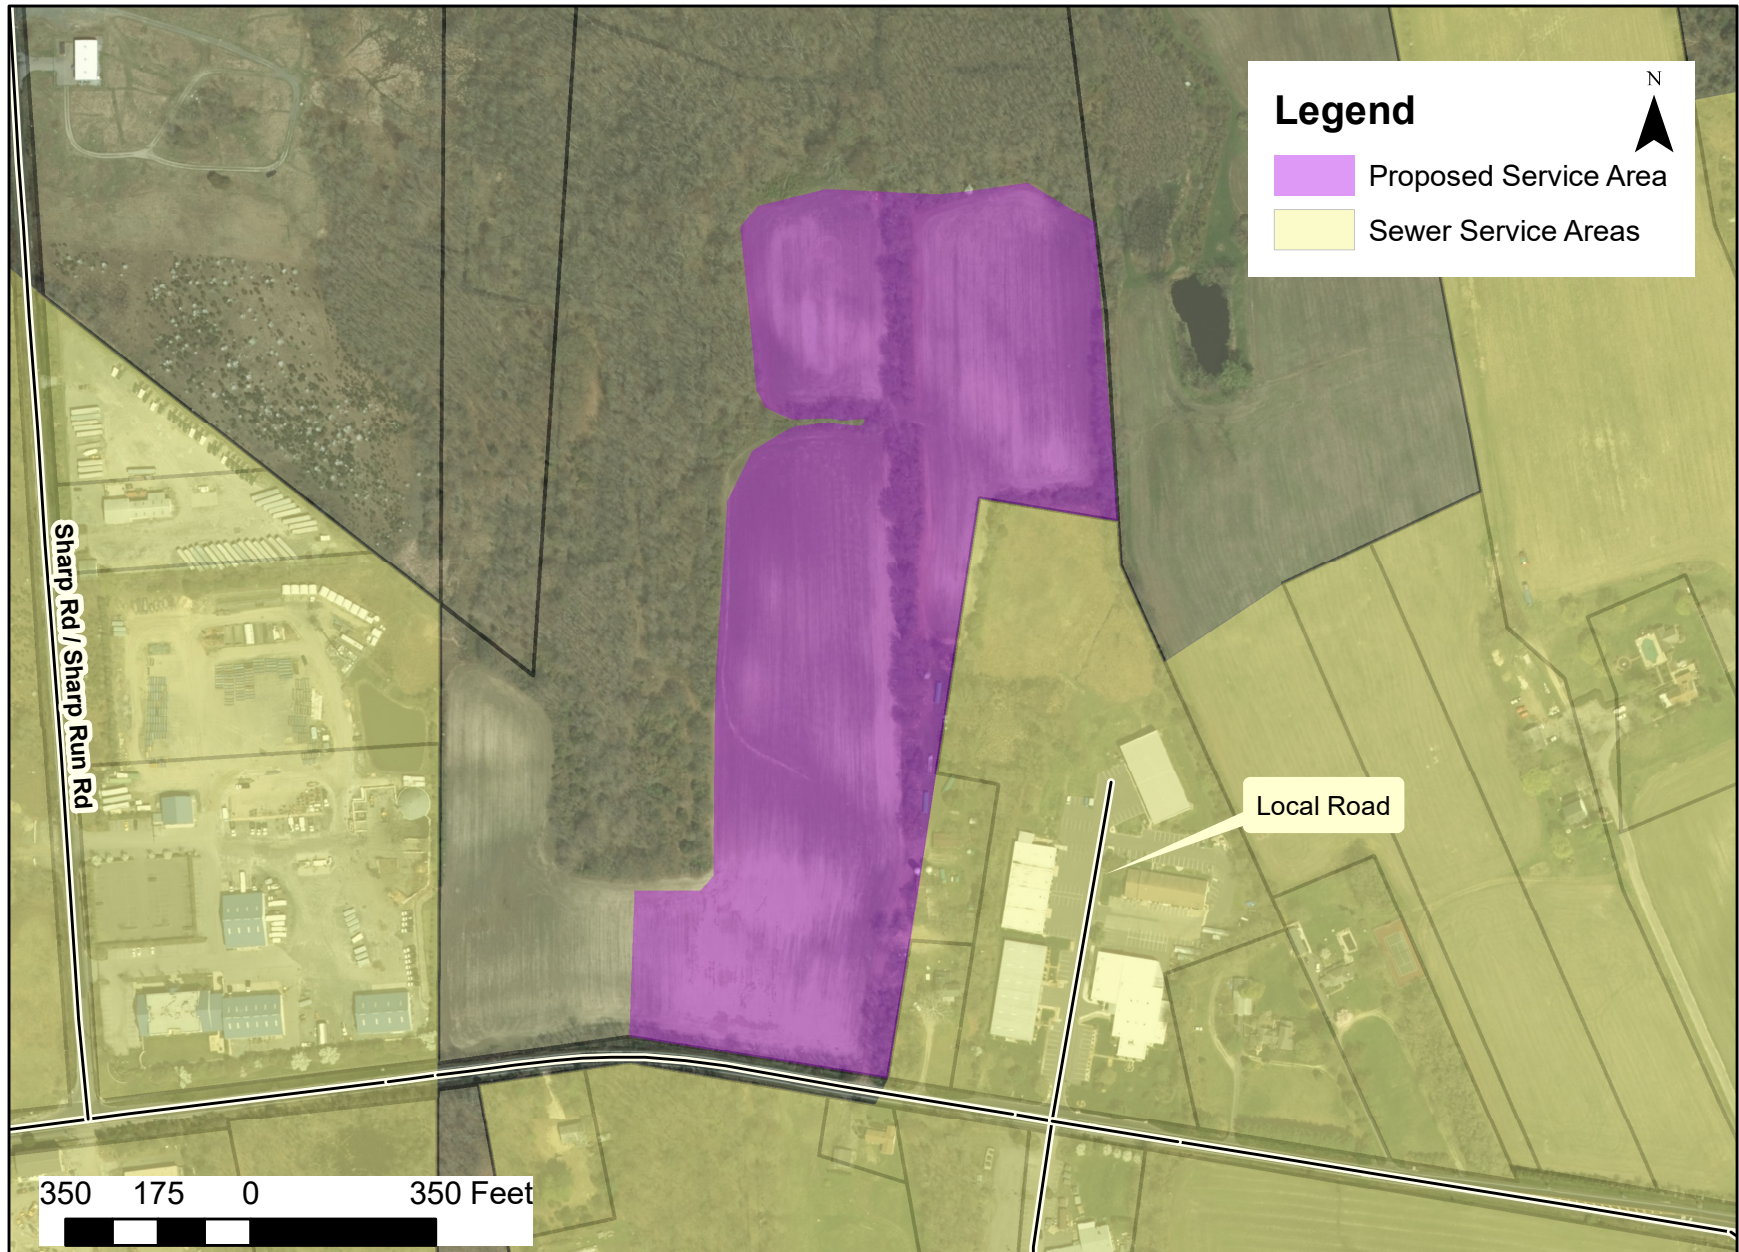 N
Legend
Proposed Service Area
Sewer Service Areas
Sharp Rd / Sharp Run Rd
Local Road
350 175 0 350 Feet